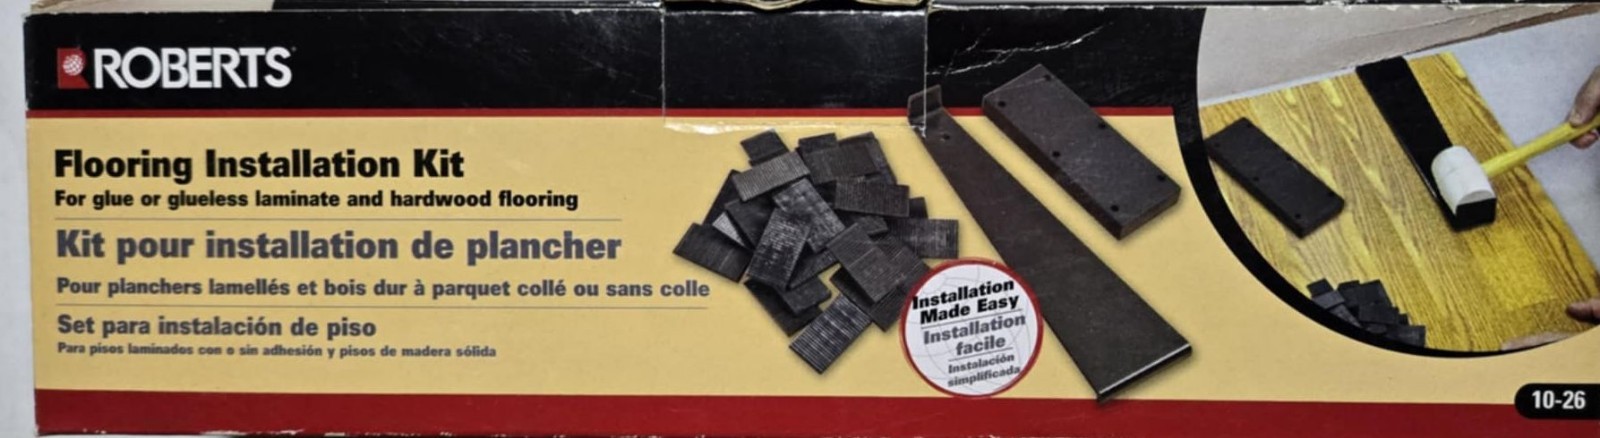 ROBERTS
Flooring Installation Kit
For glue or glueless laminate and hardwood flooring
Kit pour installation de plancher
Pour planchers lamellés et bois dur à parquet collé ou sans colle
Set para instalación de piso
Para pisos laminados con o sin adhesión y pisos de madera sólida
Installation
Made Easy
Installation
facile
Instalación
simplificada
10-26